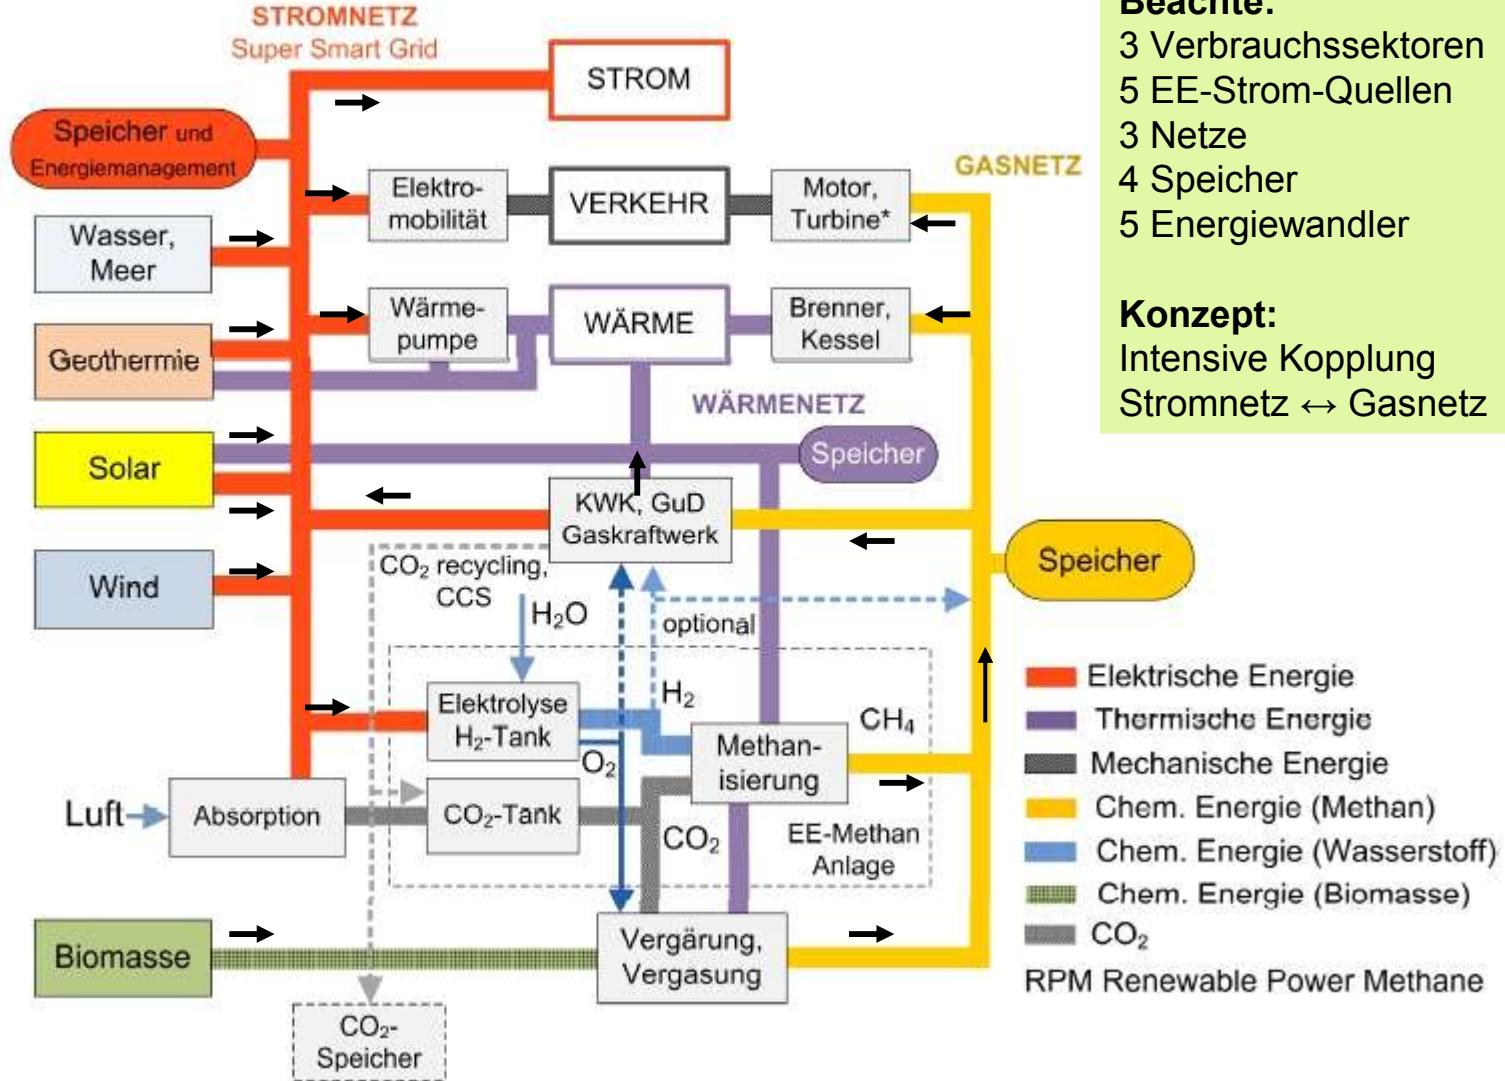 STROMNETZ
Super Smart Grid
STROM
Speicher und
Energiemanagement
Elektro-
mobilität
VERKEHR
Motor,
Turbine*
GASNETZ
Wasser,
Meer
Wärme-
pumpe
WÄRME
Brenner,
Kessel
Geothermie
WÄRMENETZ
Solar
Speicher
KWK, GuD
Gaskraftwerk
Speicher
Wind
CO₂ recycling,
CCS
H₂O
optional
Elektrolyse
H₂-Tank
H₂
O₂
Methan-
isierung
CH₄
Luft
Absorption
CO₂-Tank
CO₂
EE-Methan
Anlage
Biomasse
Vergärung,
Vergasung
CO₂-
Speicher
Beachte:
3 Verbrauchssektoren
5 EE-Strom-Quellen
3 Netze
4 Speicher
5 Energiewandler
Konzept:
Intensive Kopplung
Stromnetz ↔ Gasnetz
Elektrische Energie
Thermische Energie
Mechanische Energie
Chem. Energie (Methan)
Chem. Energie (Wasserstoff)
Chem. Energie (Biomasse)
CO₂
RPM Renewable Power Methane